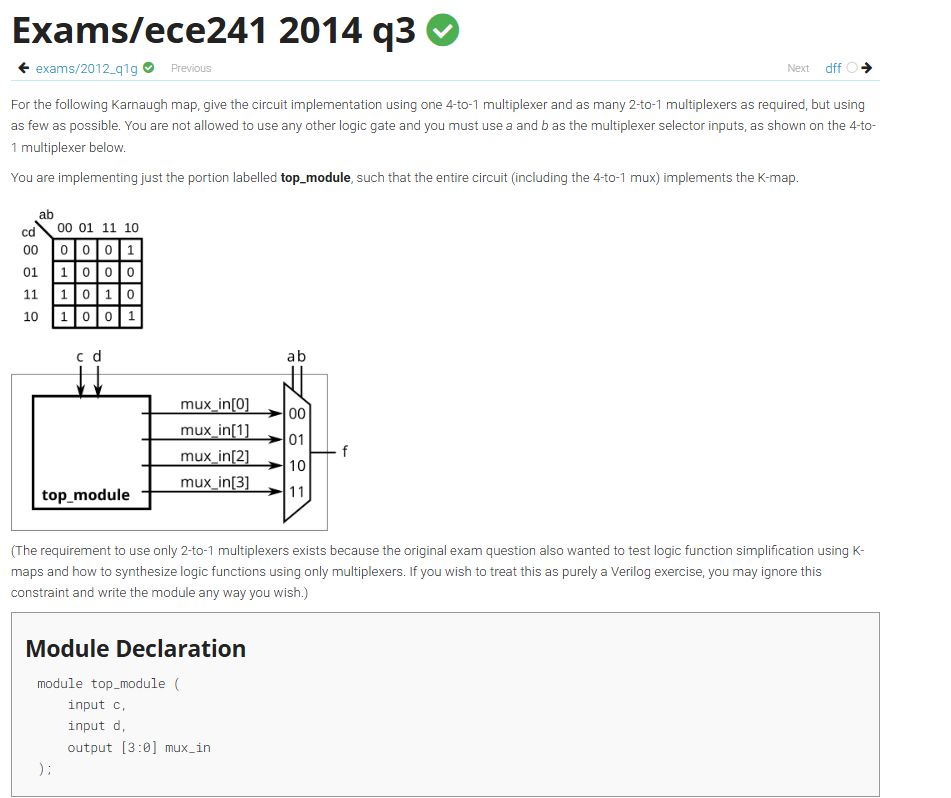 Exams/ece241 2014 q3
exams/2012_q1g Previous Next dff
For the following Karnaugh map, give the circuit implementation using one 4-to-1 multiplexer and as many 2-to-1 multiplexers as required, but using
as few as possible. You are not allowed to use any other logic gate and you must use a and b as the multiplexer selector inputs, as shown on the 4-to-
1 multiplexer below.
You are implementing just the portion labelled top_module, such that the entire circuit (including the 4-to-1 mux) implements the K-map.
ab
cd 00 01 11 10
00 0 0 0 1
01 1 0 0 0
11 1 0 1 0
10 1 0 0 1
c d ab
mux_in[0] 00
mux_in[1] 01
f
mux_in[2] 10
mux_in[3] 11
top_module
(The requirement to use only 2-to-1 multiplexers exists because the original exam question also wanted to test logic function simplification using K-
maps and how to synthesize logic functions using only multiplexers. If you wish to treat this as purely a Verilog exercise, you may ignore this
constraint and write the module any way you wish.)
Module Declaration
module top_module (
input c,
input d,
output [3:0] mux_in
);